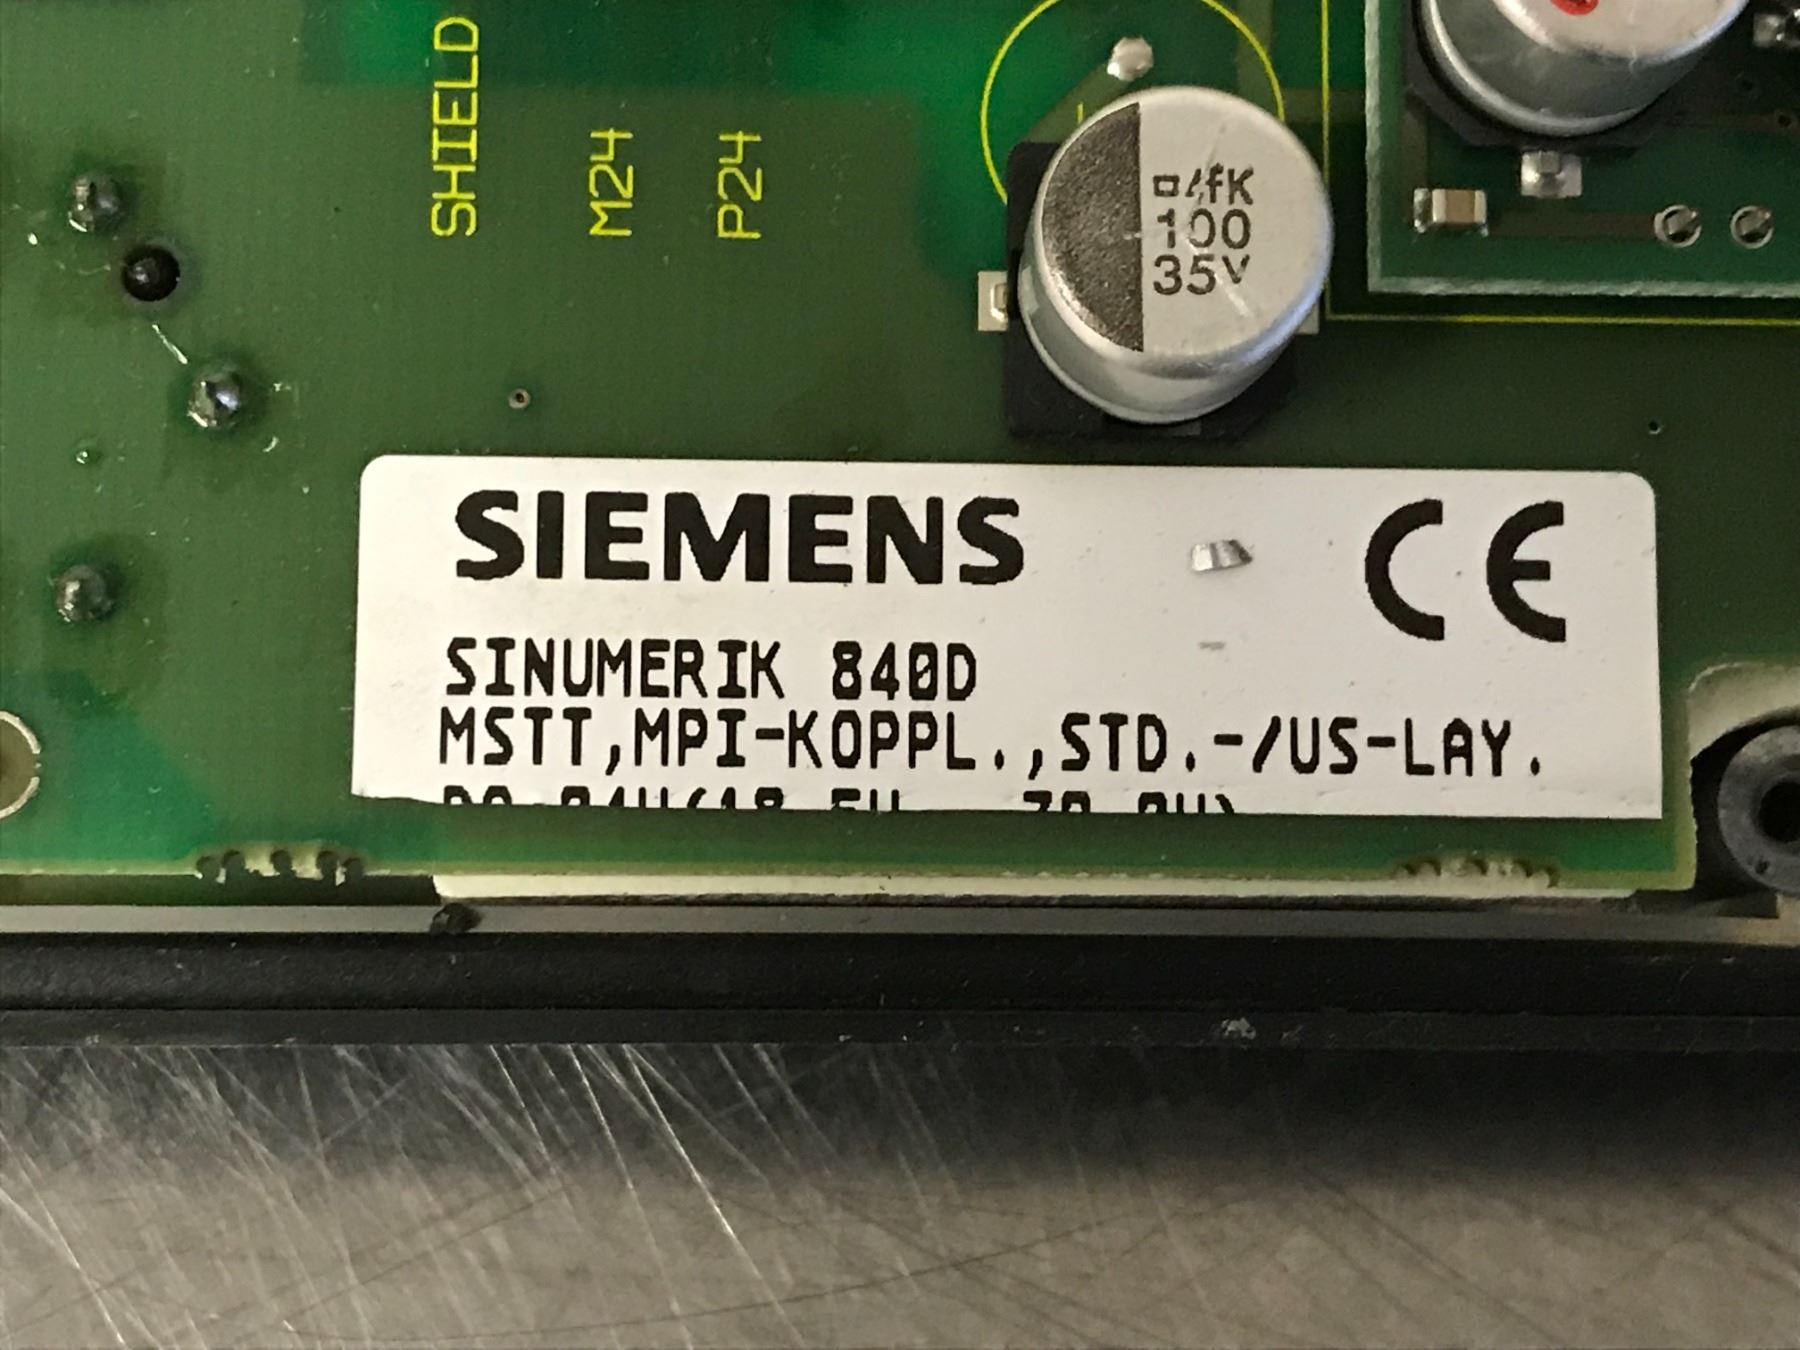 SHIELD
M24
P24
100
35V
SIEMENS
CE
SINUMERIK 840D
MSTT,MPI-KOPPL.,STD.-/US-LAY.